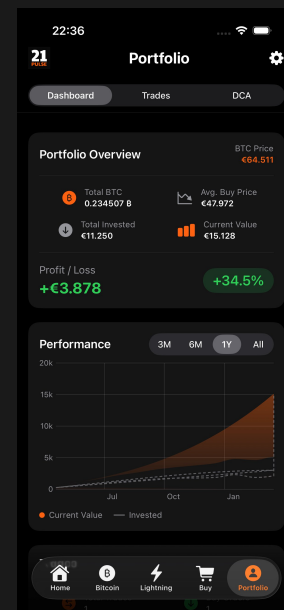 22:36
21
PULSE
Portfolio
Dashboard Trades DCA
Portfolio Overview
BTC Price
€64.511
Total BTC
0.234507 B
Avg. Buy Price
€47.972
Total Invested
€11.250
Current Value
€15.128
Profit / Loss
+€3.878
+34.5%
Performance
3M 6M 1Y All
20k
15k
10k
5k
0
Jul Oct Jan
Current Value Invested
Home Bitcoin Lightning Buy Portfolio